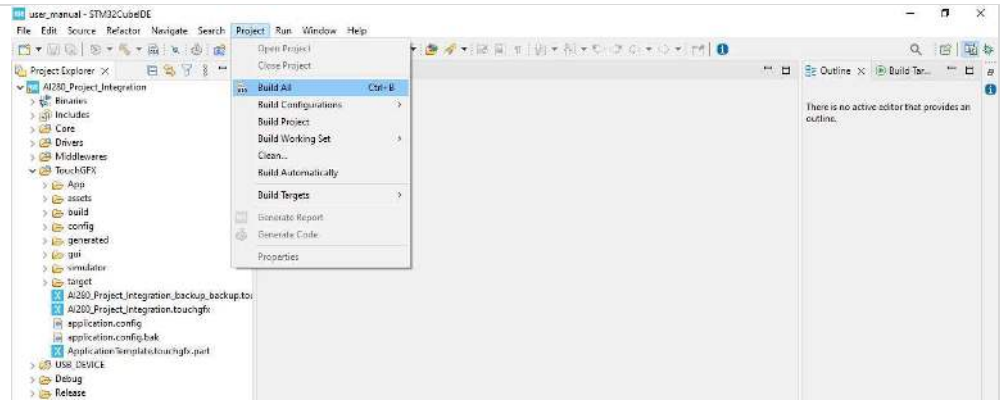 user_manual - STM32CubeIDE
File Edit Source Refactor Navigate Search Project Run Window Help
Project Explorer
AI280_Project_Integration
Binaries
Includes
Core
Drivers
Middlewares
TouchGFX
App
assets
build
config
generated
gui
simulator
target
AI280_Project_Integration_backup_backup.to
AI280_Project_Integration.touchgfx
application.config
application.config.bak
ApplicationTemplate.touchgfx.part
USB_DEVICE
Debug
Release
Open Project
Close Project
Build All Ctrl+B
Build Configurations
Build Project
Build Working Set
Clean...
Build Automatically
Build Targets
Generate Report
Generate Code
Properties
Outline Build Tar...
There is no active editor that provides an
outline.